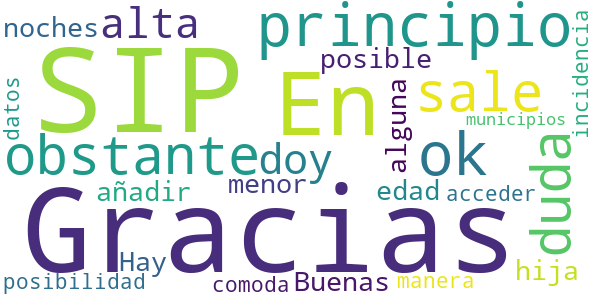 noches alta principio
SIP En posible incidencia
datos sale
alguna municipios
obstante doy ok duda
añadir menor edad acceder
Gracias
Hay hija
posibilidad comoda Buenas manera